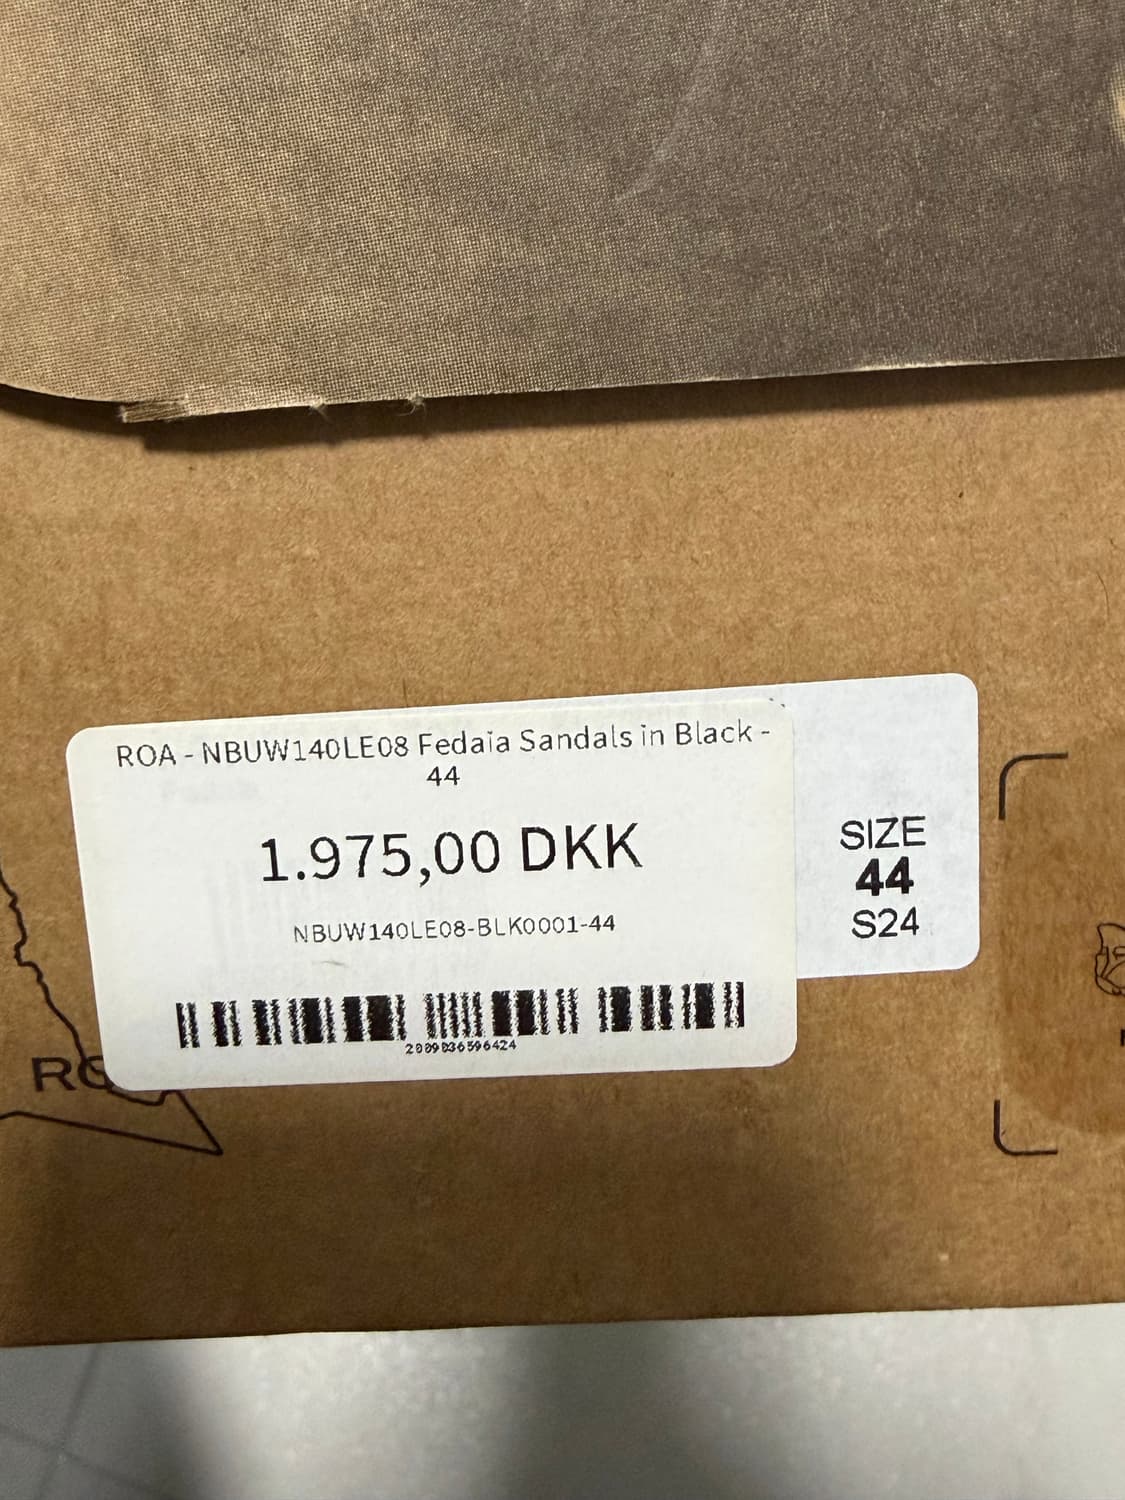 ROA - NBUW140LE08 Fedaia Sandals in Black -
44
1.975,00 DKK
NBUW140LE08-BLK0001-44
2009036596424
SIZE
44
S24